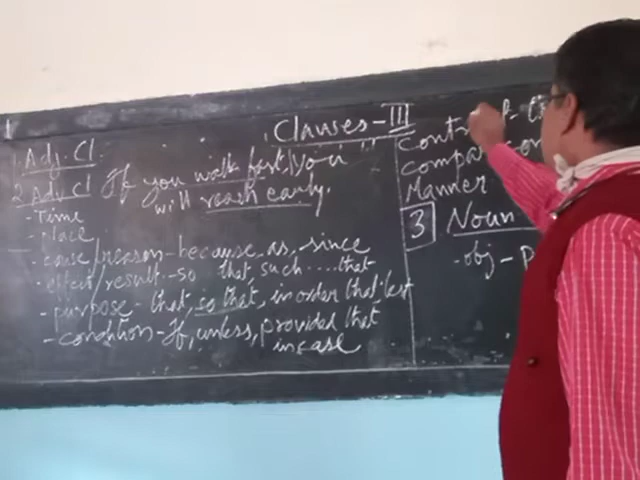 Clauses - III
1. Adj. Cl.
2. Adv. Cl If you walk fast, you
will reach early.
- Time
- Place
- cause/reason - because, as, since
- effect/result - so that, such .... that
- purpose - that, so that, in order that, lest
- condition - If, unless, provided that
in case
Manner
3 Noun
- obj -